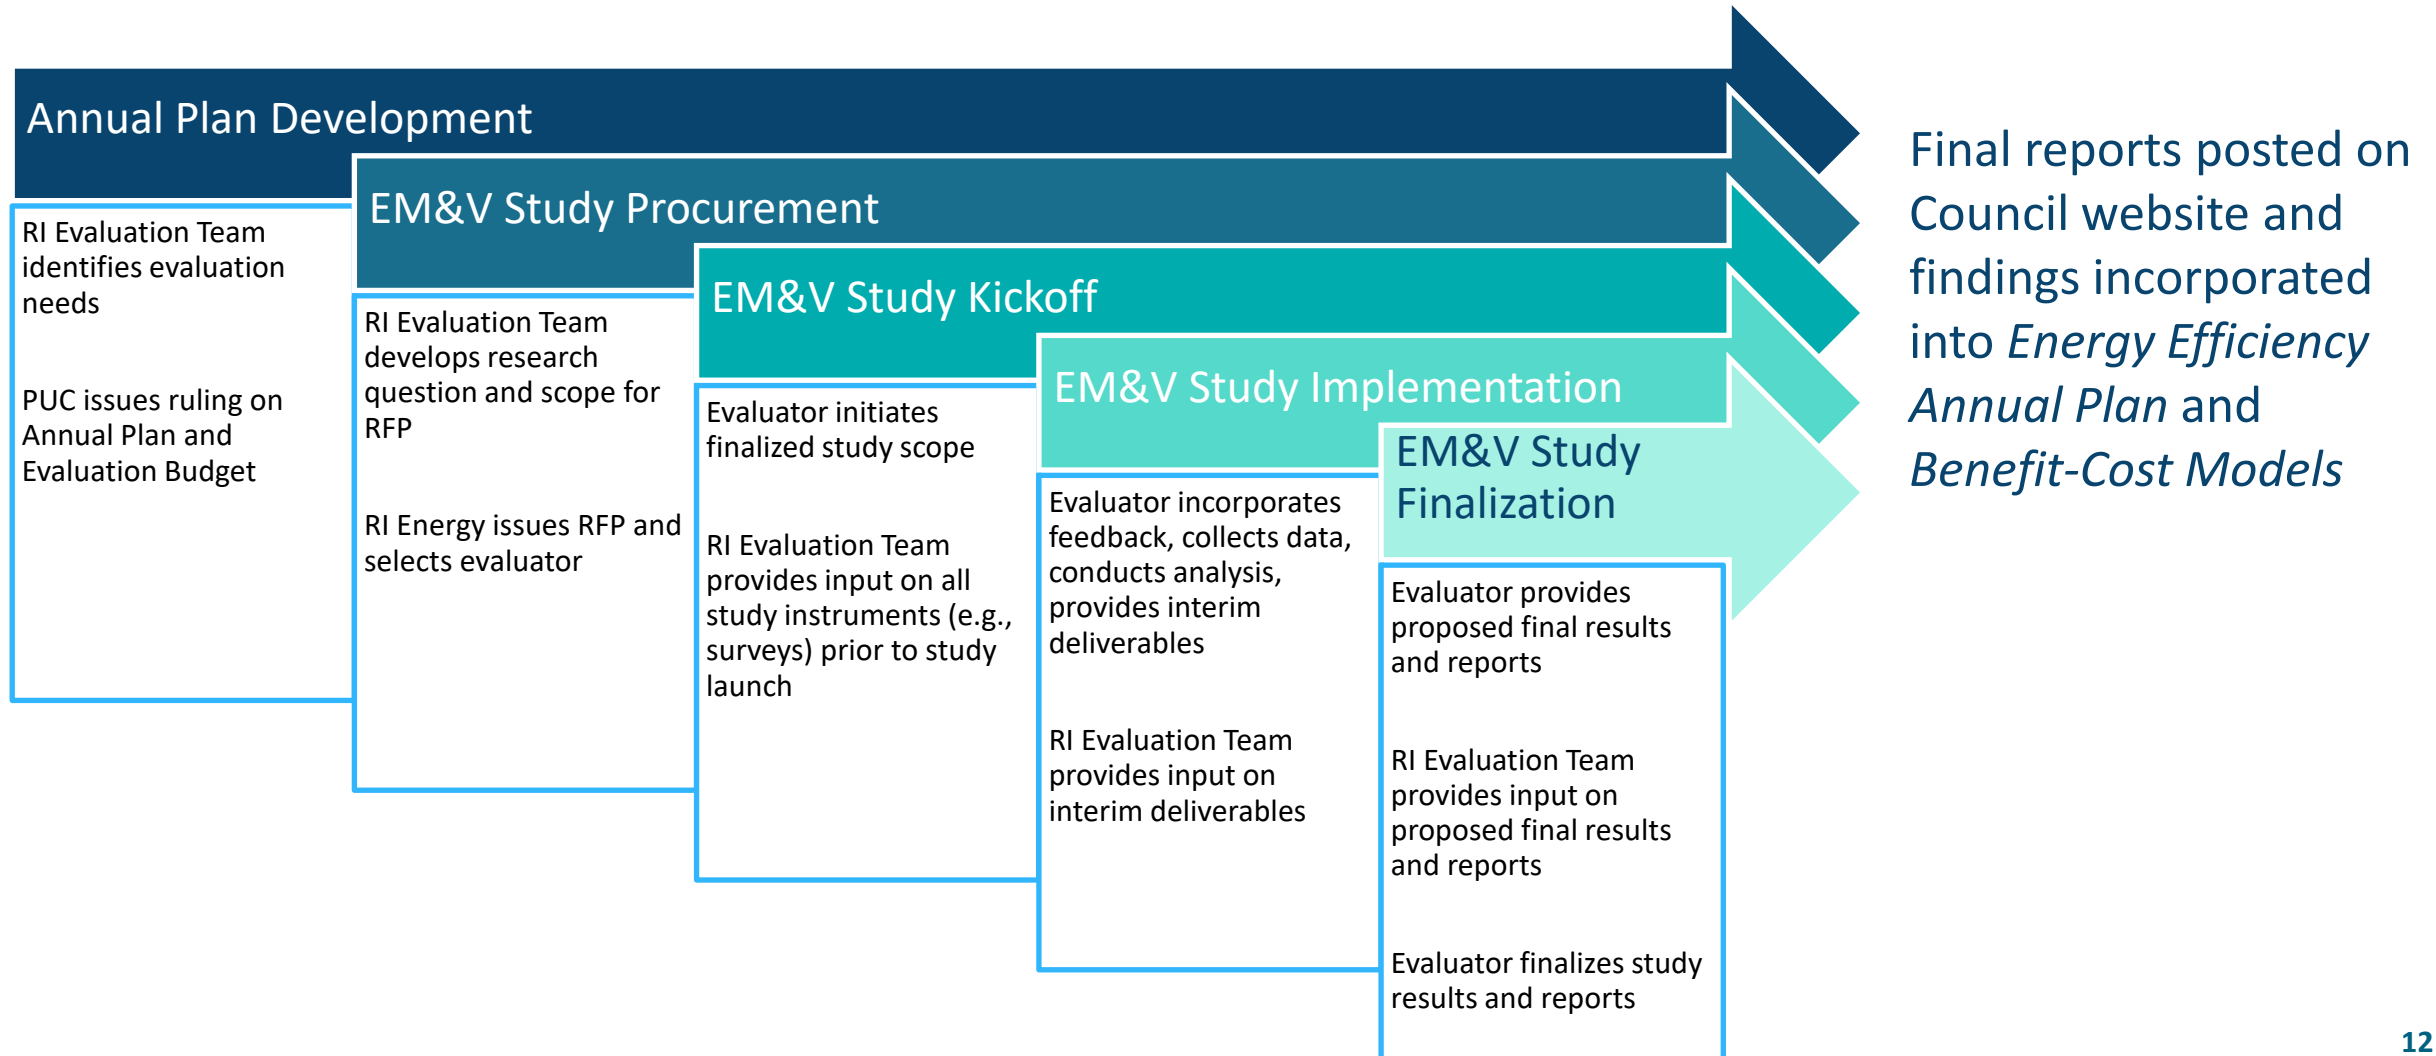 Annual Plan Development
RI Evaluation Team
identifies evaluation
needs
PUC issues ruling on
Annual Plan and
Evaluation Budget
EM&V Study Procurement
RI Evaluation Team
develops research
question and scope for
RFP
RI Energy issues RFP and
selects evaluator
EM&V Study Kickoff
Evaluator initiates
finalized study scope
RI Evaluation Team
provides input on all
study instruments (e.g.,
surveys) prior to study
launch
EM&V Study Implementation
Evaluator incorporates
feedback, collects data,
conducts analysis,
provides interim
deliverables
RI Evaluation Team
provides input on
interim deliverables
EM&V Study
Finalization
Evaluator provides
proposed final results
and reports
RI Evaluation Team
provides input on
proposed final results
and reports
Evaluator finalizes study
results and reports
Final reports posted on
Council website and
findings incorporated
into Energy Efficiency
Annual Plan and
Benefit-Cost Models
12